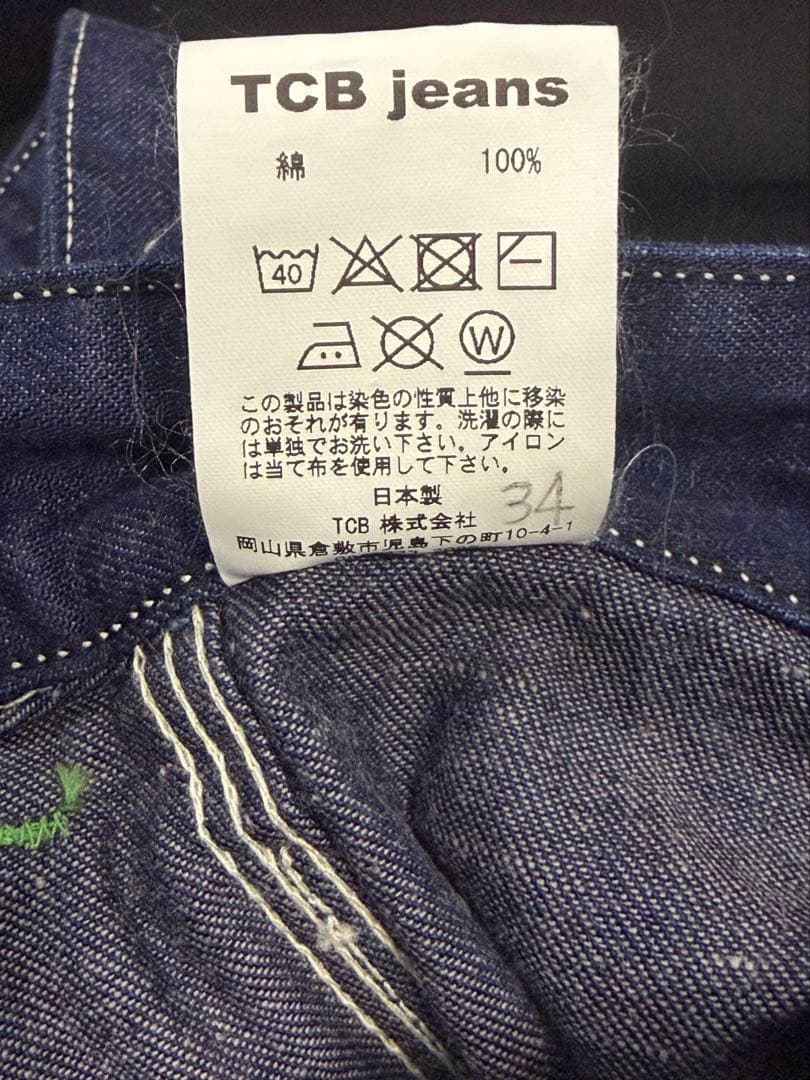 TCB jeans
綿 100%
40
W
この製品は染色の性質上他に移染
のおそれが有ります。洗濯の際に
は単独でお洗い下さい。アイロン
は当て布を使用して下さい。
日本製
34
TCB 株式会社
岡山県倉敷市児島下の町10-4-1